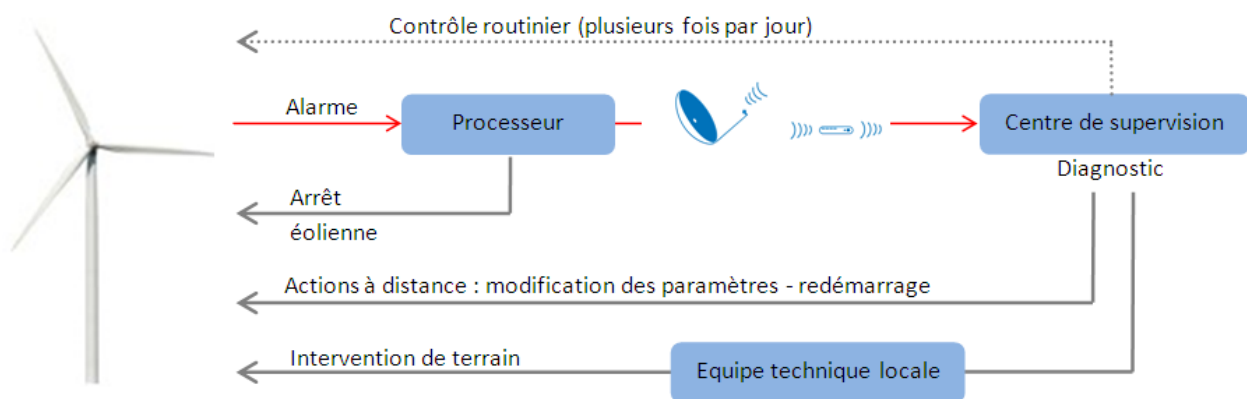 Contrôle routinier (plusieurs fois par jour)
Alarme
Processeur
Centre de supervision
Diagnostic
Arrêt
éolienne
Actions à distance : modification des paramètres - redémarrage
Intervention de terrain
Equipe technique locale